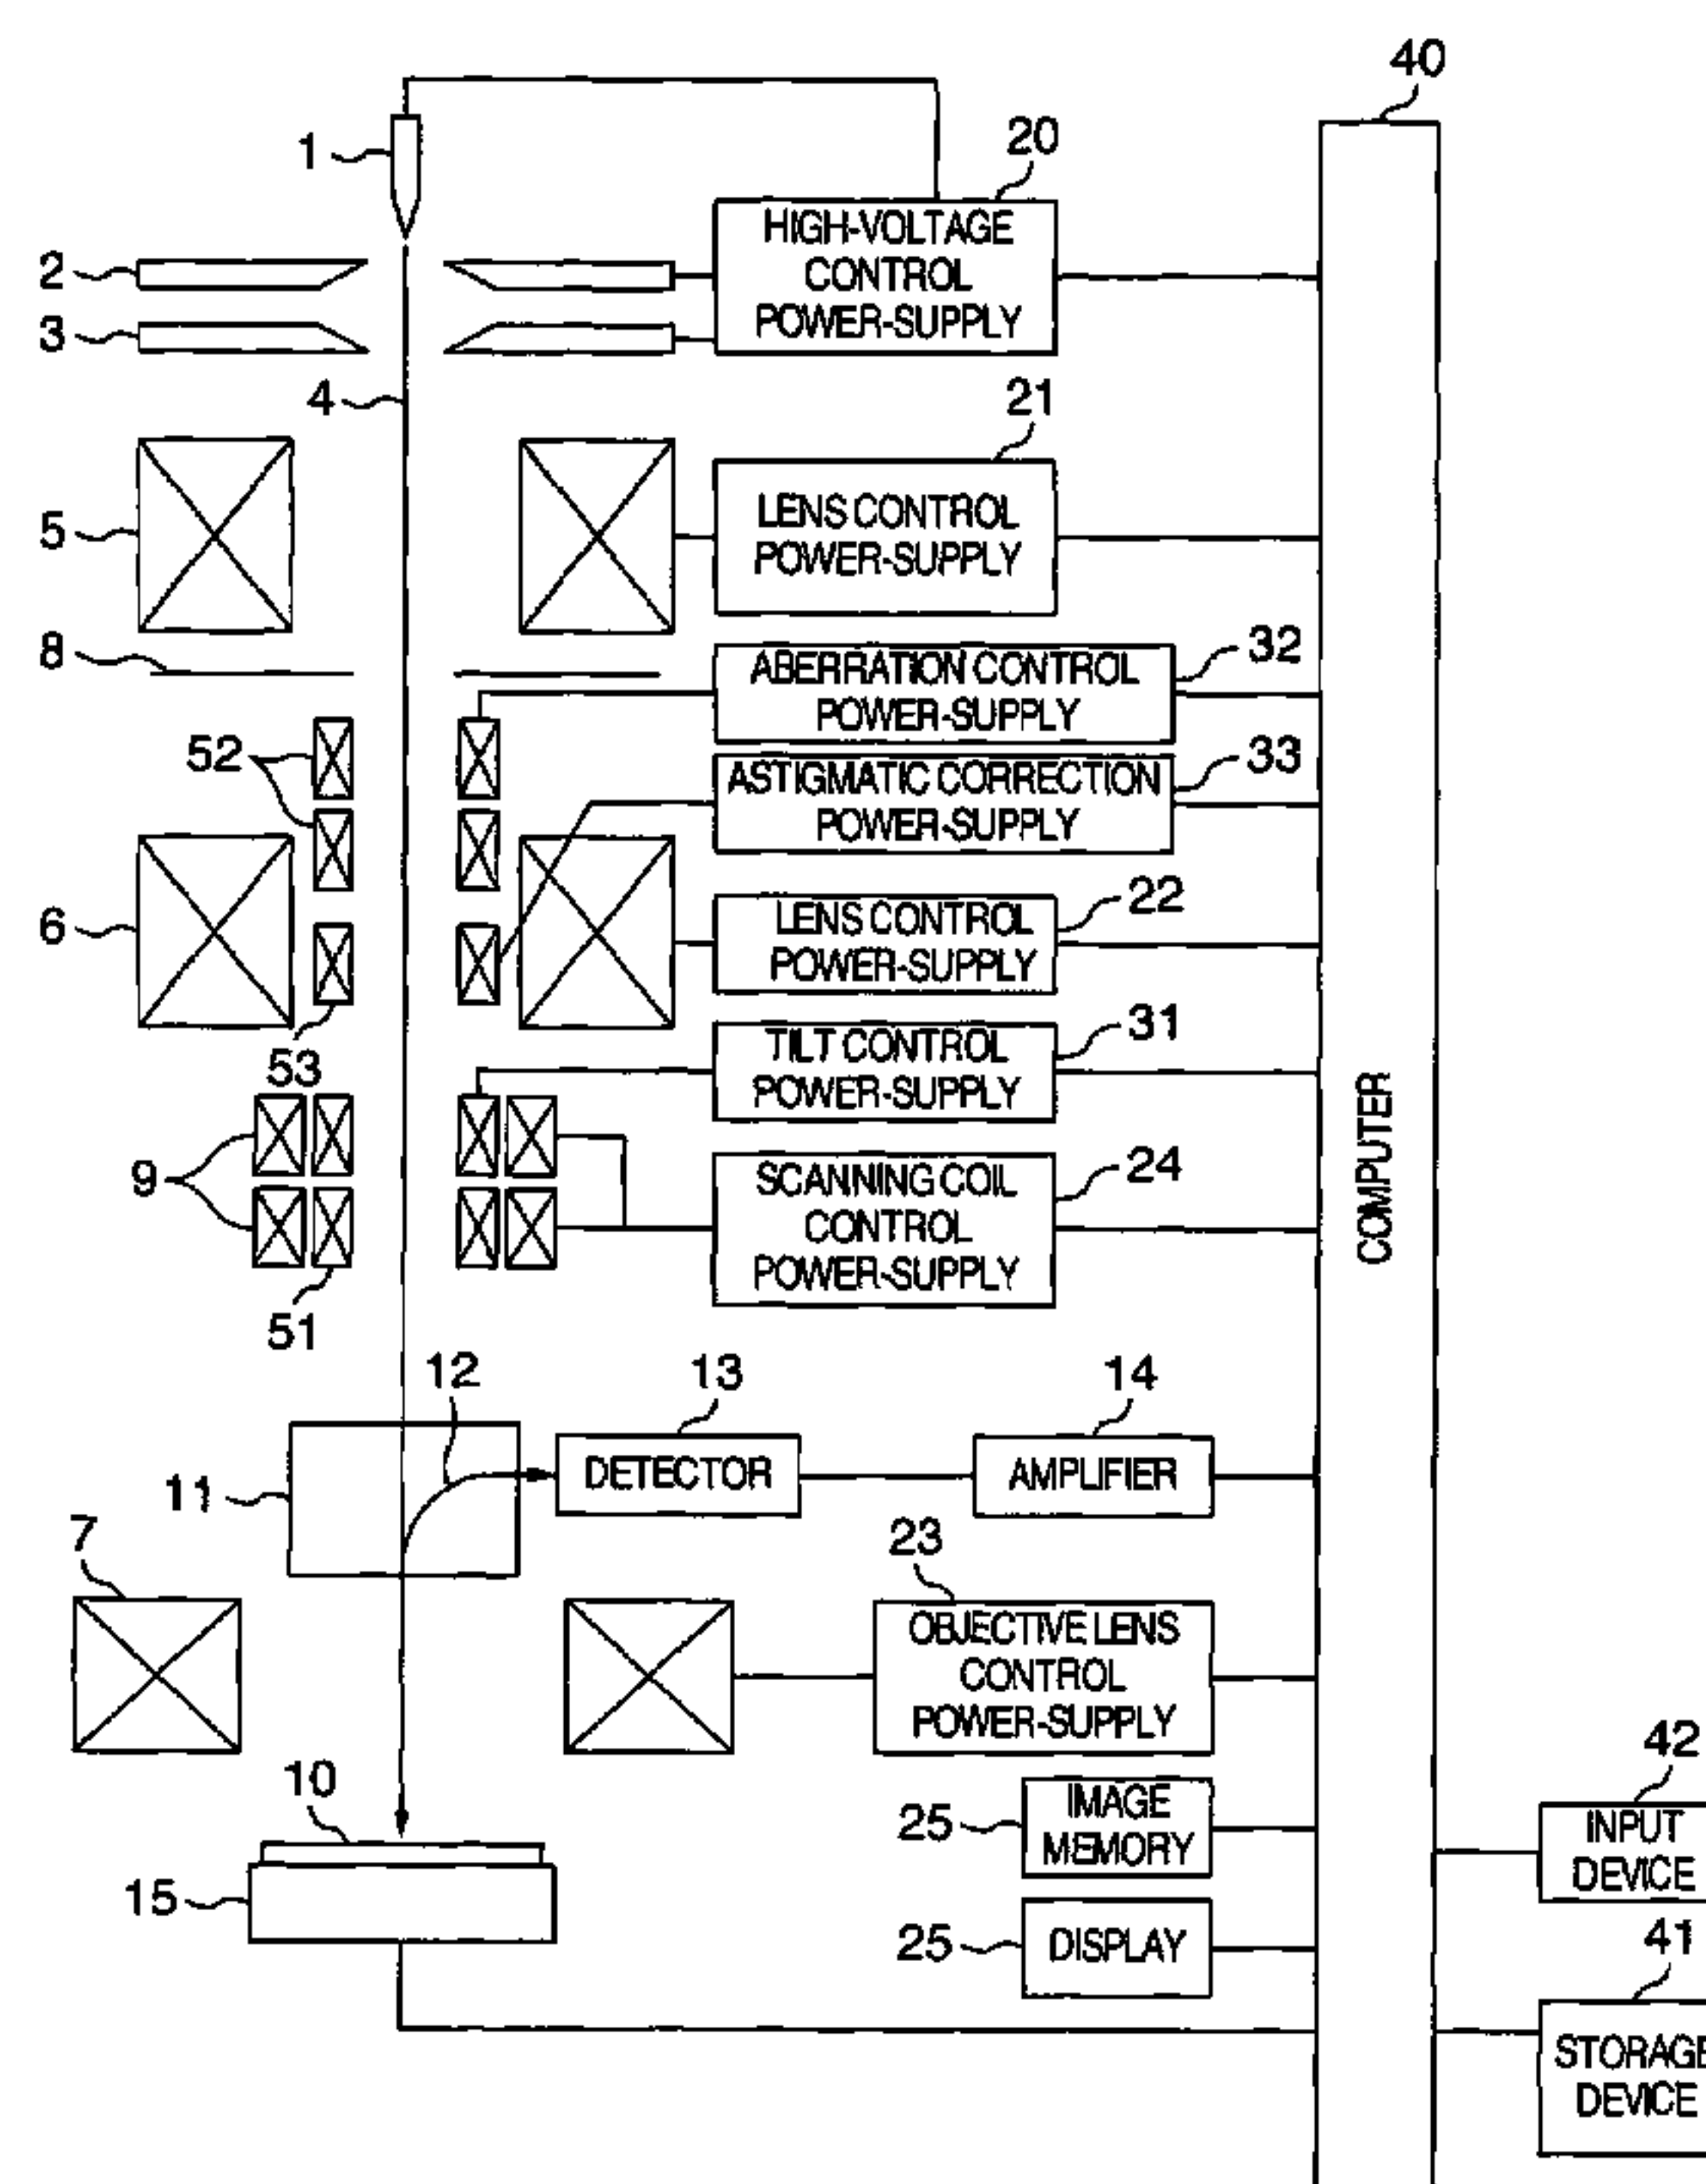 40
1
20
HIGH-VOLTAGE
CONTROL
POWER-SUPPLY
2
3
4
21
LENS CONTROL
POWER-SUPPLY
5
8
32
ABERRATION CONTROL
POWER-SUPPLY
52
33
ASTIGMATIC CORRECTION
POWER-SUPPLY
6
22
LENS CONTROL
POWER-SUPPLY
53
31
TILT CONTROL
POWER-SUPPLY
COMPUTER
9
24
SCANNING COIL
CONTROL
POWER-SUPPLY
51
12
13
14
DETECTOR
AMPLIFIER
11
7
23
OBJECTIVE LENS
CONTROL
POWER-SUPPLY
10
42
25
IMAGE
MEMORY
INPUT
DEVICE
15
25
DISPLAY
41
STORAGE
DEVICE